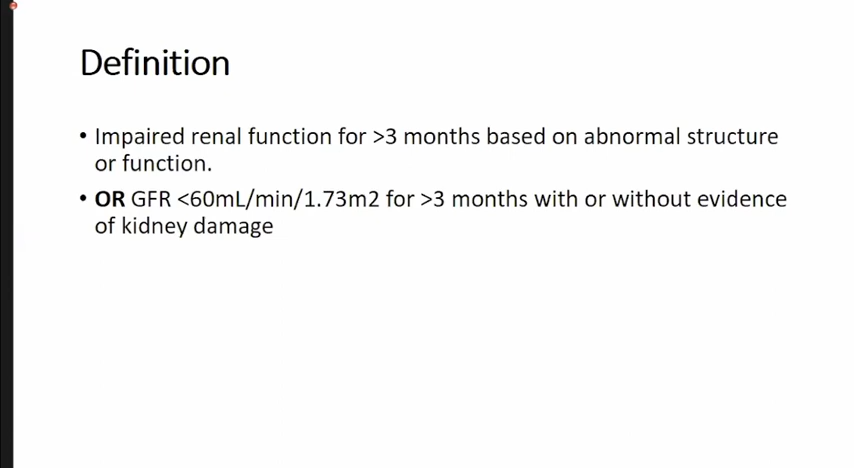 Definition
• Impaired renal function for >3 months based on abnormal structure
or function.
• OR GFR <60mL/min/1.73m2 for >3 months with or without evidence
of kidney damage